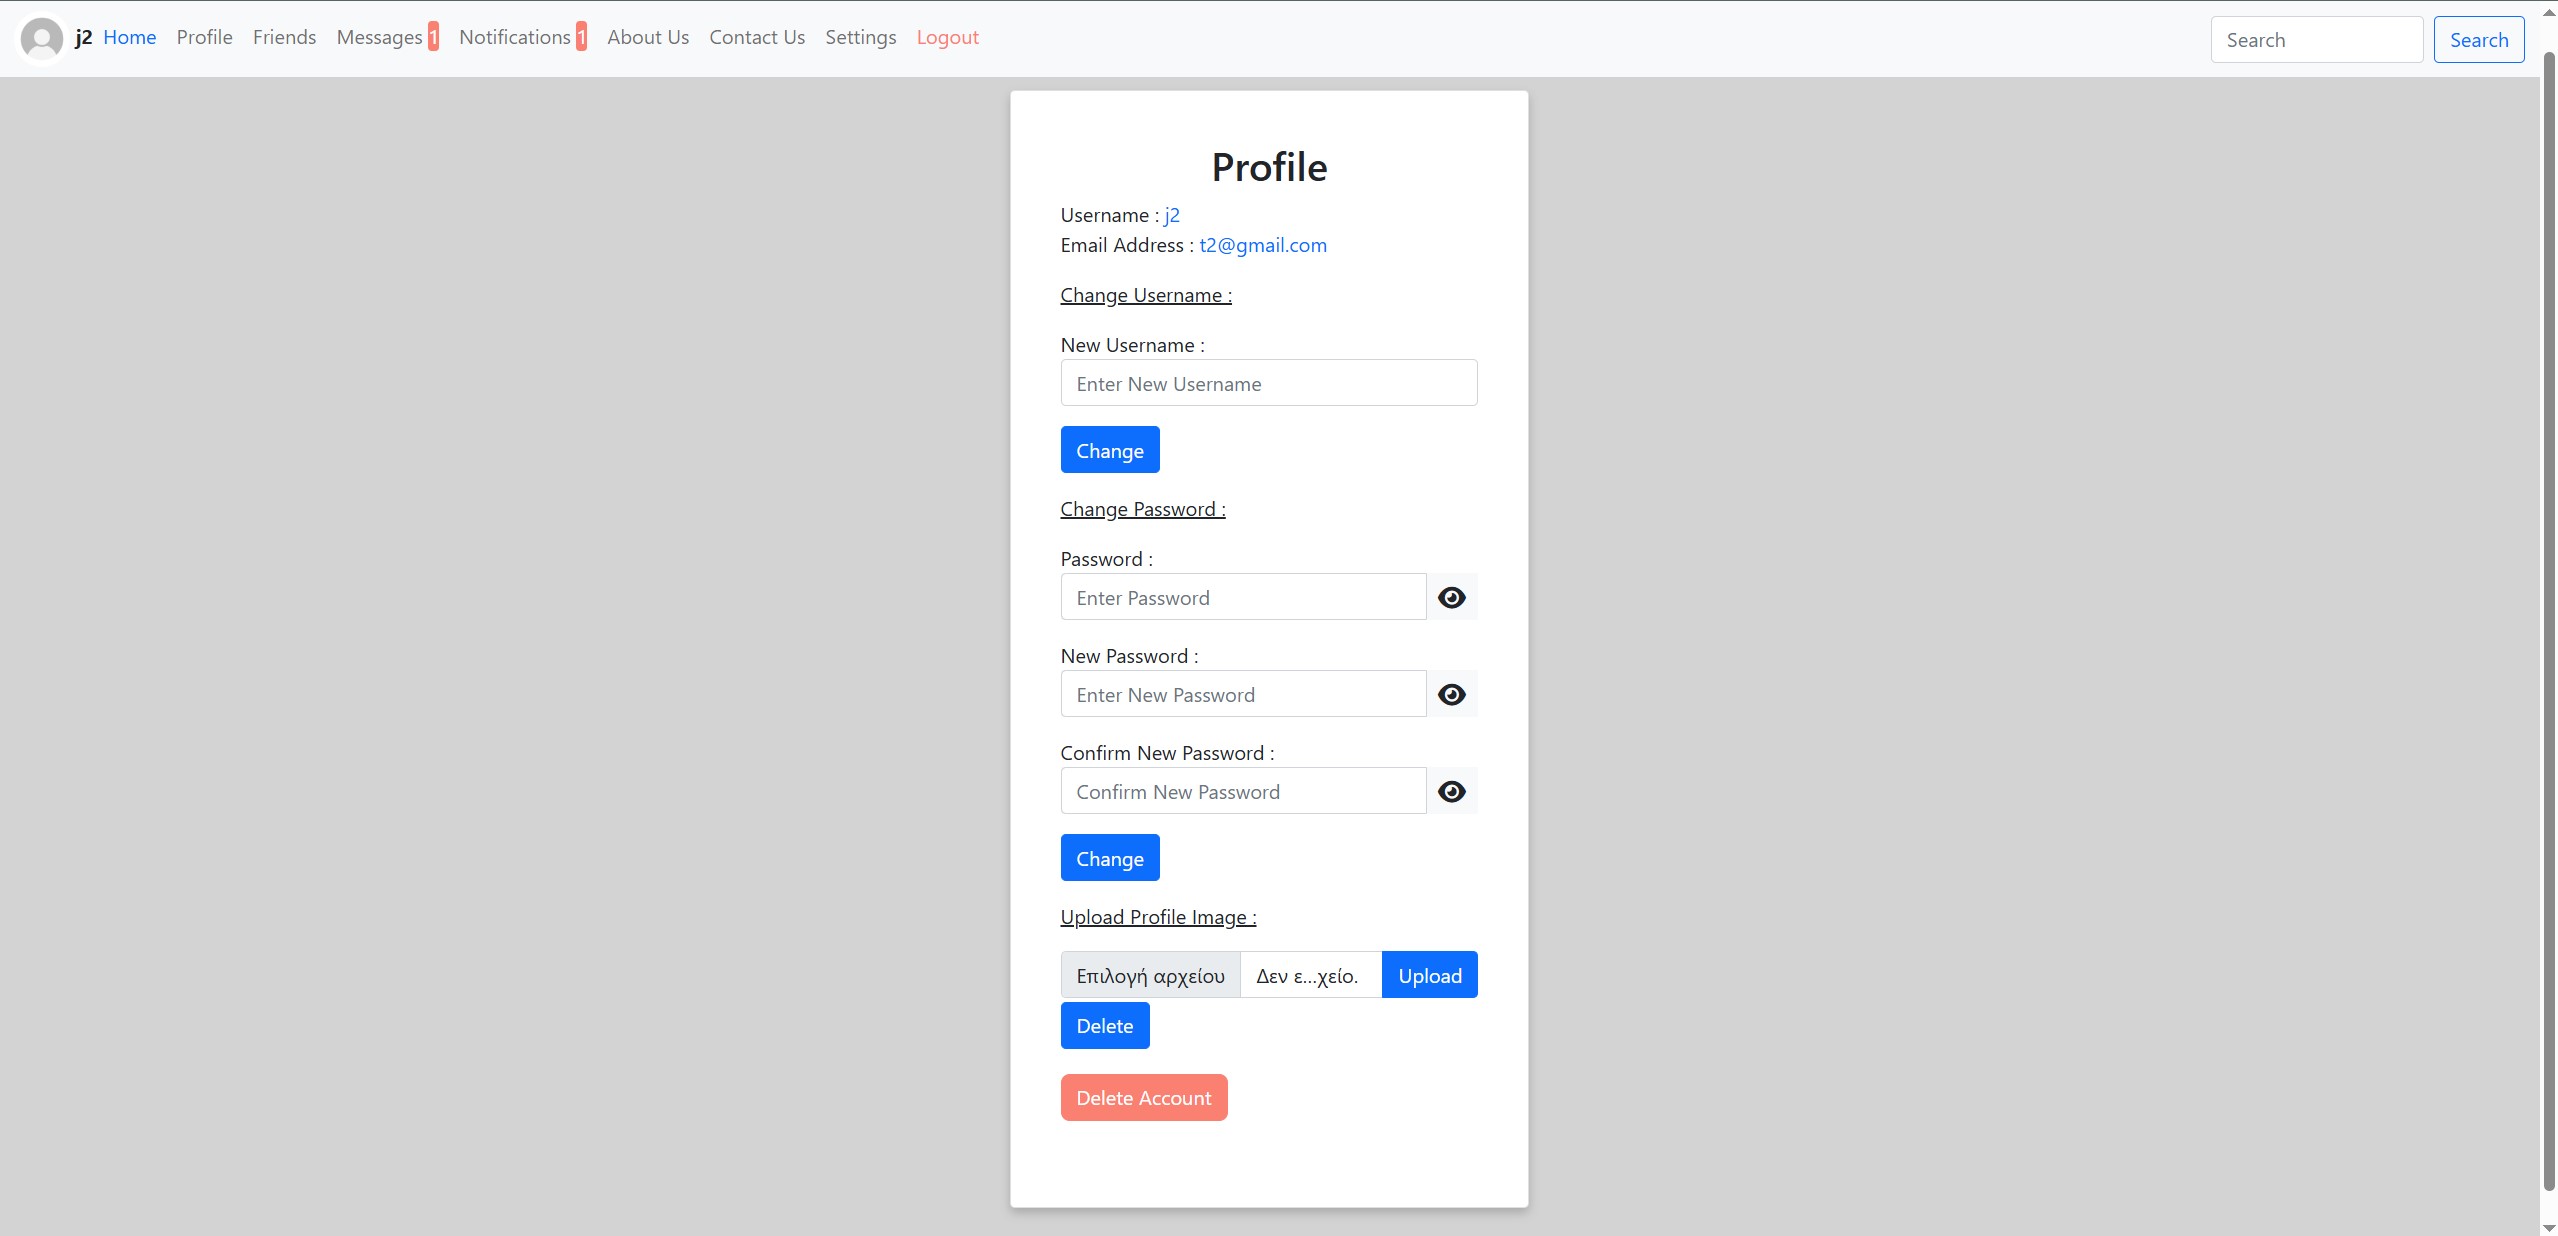 j2 Home Profile Friends Messages 1 Notifications 1 About Us Contact Us Settings Logout Search Search
Profile
Username : j2
Email Address : t2@gmail.com
Change Username :
New Username :
Enter New Username
Change
Change Password :
Password :
Enter Password
New Password :
Enter New Password
Confirm New Password :
Confirm New Password
Change
Upload Profile Image :
Επιλογή αρχείου Δεν ε...χείο. Upload
Delete
Delete Account